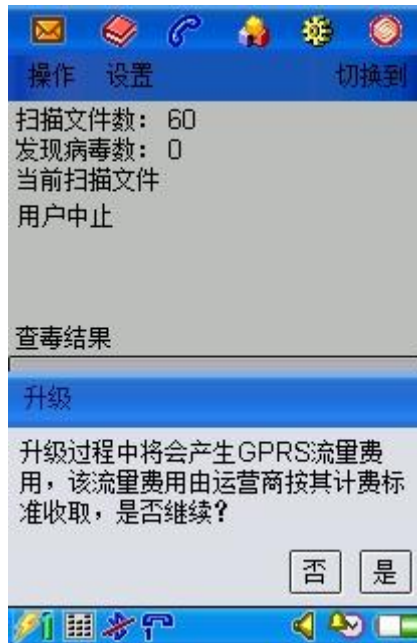 操作 设置 切换到
扫描文件数： 60
发现病毒数： 0
当前扫描文件
用户中止
查毒结果
升级
升级过程中将会产生GPRS流量费
用，该流量费用由运营商按其计费标
准收取，是否继续？
否 是